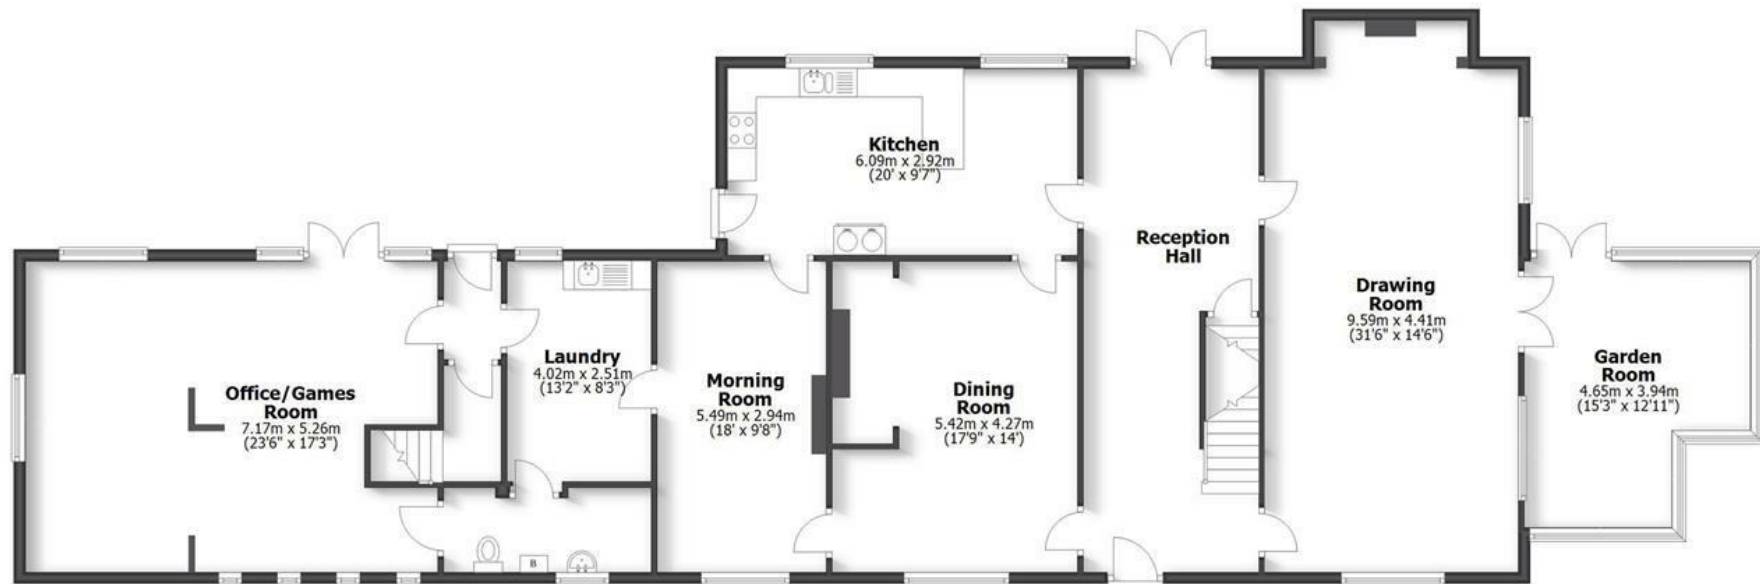 Kitchen
6.09m x 2.92m
(20' x 9'7")
Reception
Hall
Drawing
Room
9.59m x 4.41m
(31'6" x 14'6")
Garden
Room
4.65m x 3.94m
(15'3" x 12'11")
Laundry
4.02m x 2.51m
(13'2" x 8'3")
Morning
Room
5.49m x 2.94m
(18' x 9'8")
Dining
Room
5.42m x 4.27m
(17'9" x 14')
Office/Games
Room
7.17m x 5.26m
(23'6" x 17'3")
B